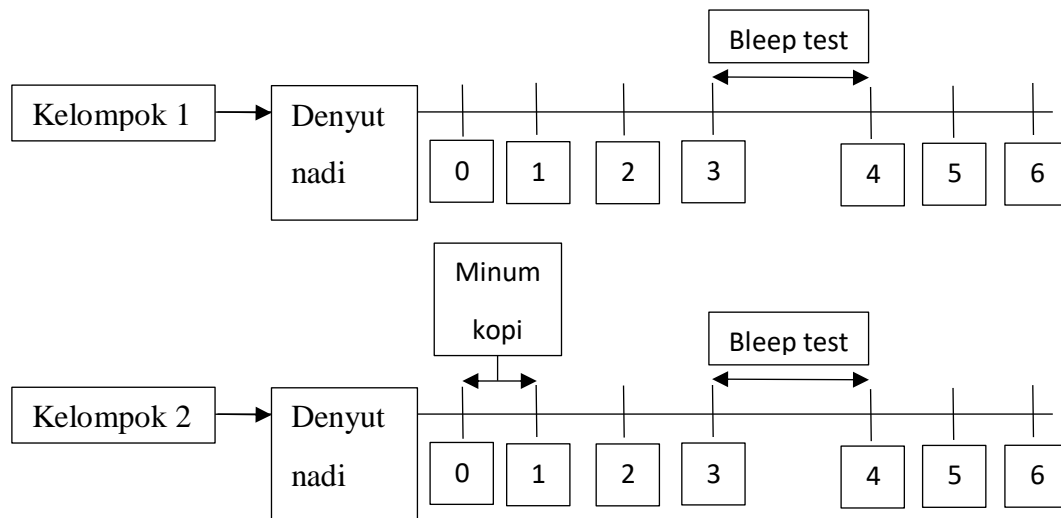 Bleep test
Kelompok 1
Denyut
nadi
0 1 2 3 4 5 6
Minum
kopi
Bleep test
Kelompok 2
Denyut
nadi
0 1 2 3 4 5 6